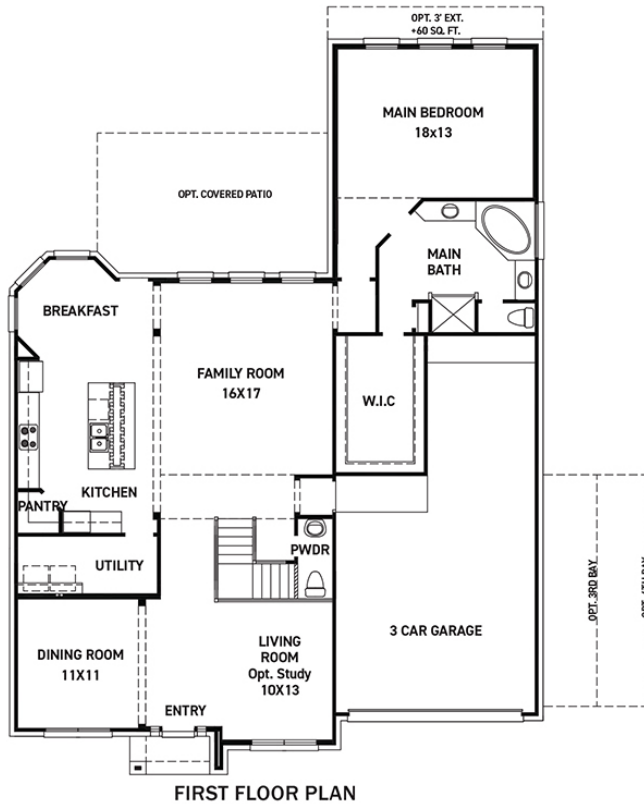 OPT. 3' EXT.
+60 SQ. FT.
MAIN BEDROOM
18x13
OPT. COVERED PATIO
MAIN
BATH
BREAKFAST
FAMILY ROOM
16X17
W.I.C
KITCHEN
PANTRY
PWDR
UTILITY
OPT. 3RD BAY
3 CAR GARAGE
DINING ROOM
11X11
LIVING
ROOM
Opt. Study
10X13
ENTRY
FIRST FLOOR PLAN